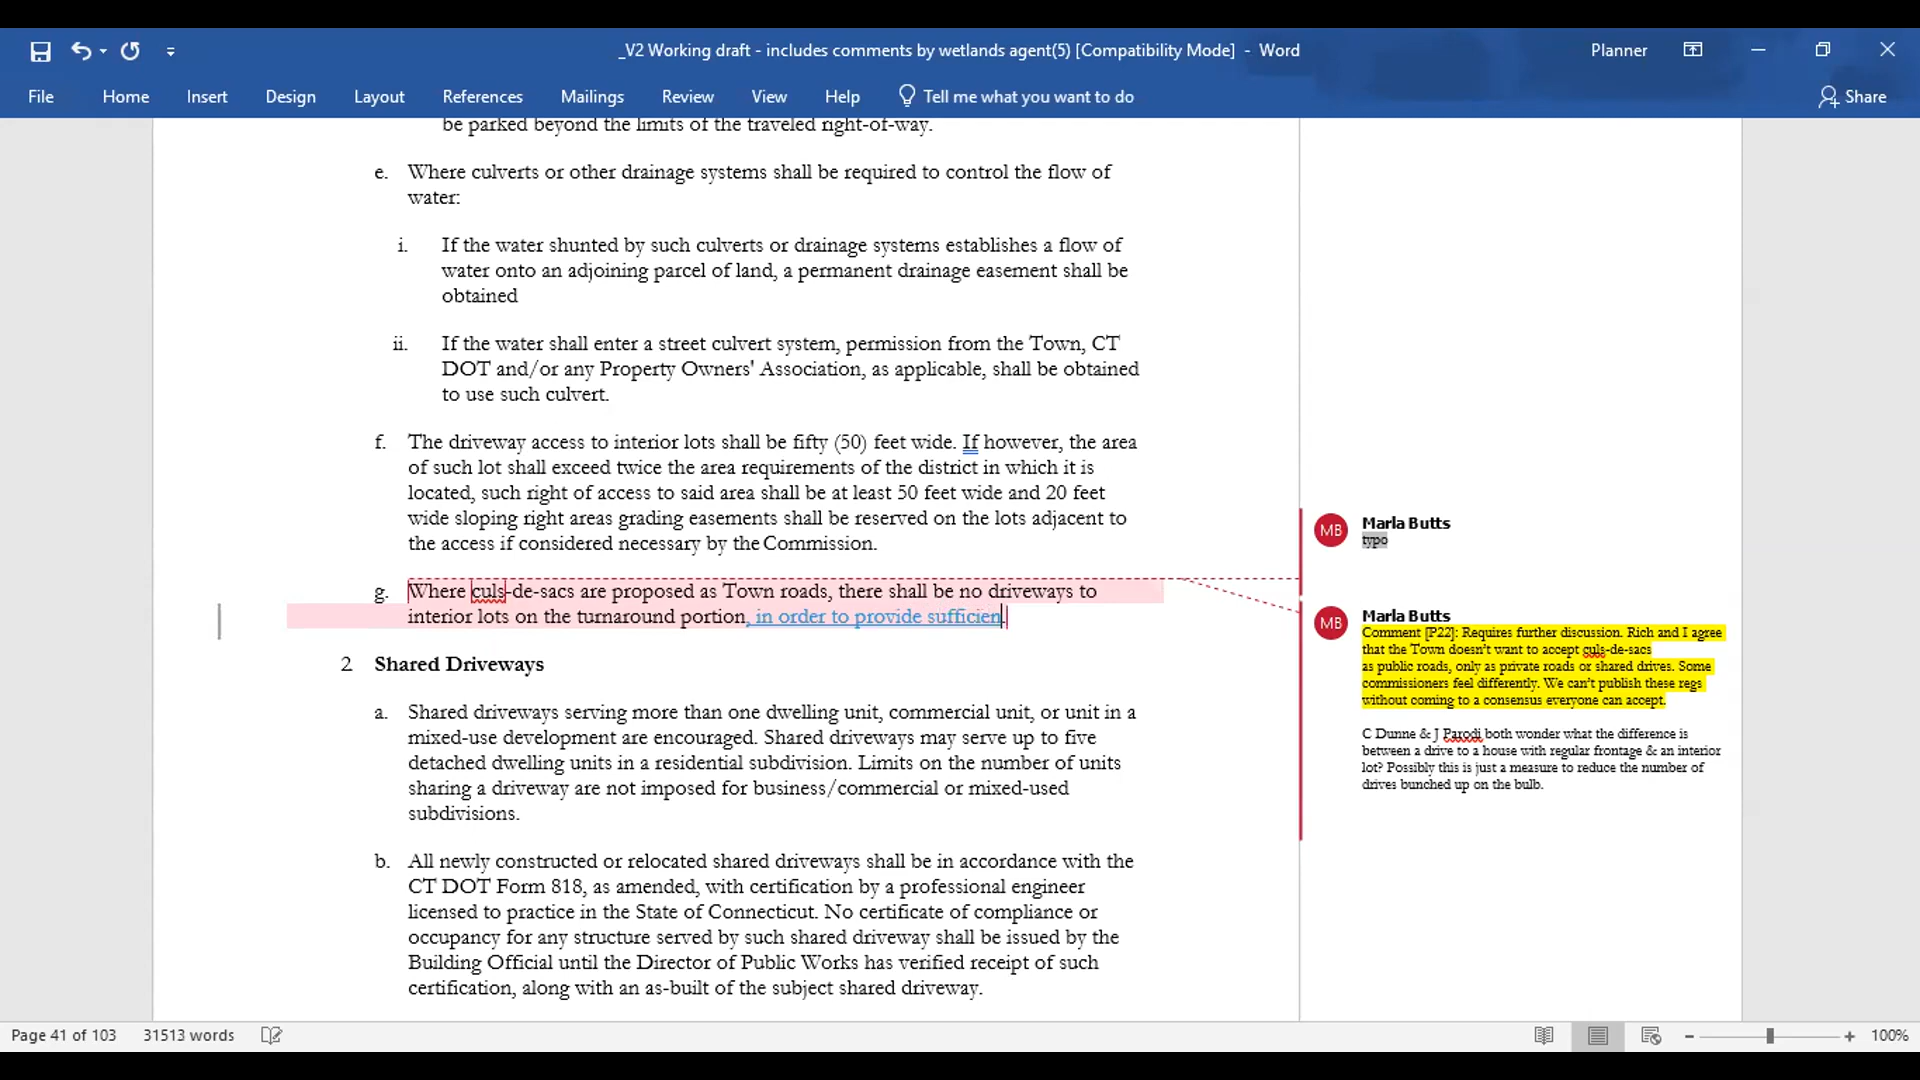 _V2 Working draft - includes comments by wetlands agent(5) [Compatibility Mode] - Word
Planner
File Home Insert Design Layout References Mailings Review View Help Tell me what you want to do Share
be parked beyond the limits of the traveled right-of-way.
e. Where culverts or other drainage systems shall be required to control the flow of
water:
i. If the water shunted by such culverts or drainage systems establishes a flow of
water onto an adjoining parcel of land, a permanent drainage easement shall be
obtained
ii. If the water shall enter a street culvert system, permission from the Town, CT
DOT and/or any Property Owners' Association, as applicable, shall be obtained
to use such culvert.
f. The driveway access to interior lots shall be fifty (50) feet wide. If however, the area
of such lot shall exceed twice the area requirements of the district in which it is
located, such right of access to said area shall be at least 50 feet wide and 20 feet
wide sloping right areas grading easements shall be reserved on the lots adjacent to
the access if considered necessary by the Commission.
g. Where culs-de-sacs are proposed as Town roads, there shall be no driveways to
interior lots on the turnaround portion, in order to provide sufficien.
2 Shared Driveways
a. Shared driveways serving more than one dwelling unit, commercial unit, or unit in a
mixed-use development are encouraged. Shared driveways may serve up to five
detached dwelling units in a residential subdivision. Limits on the number of units
sharing a driveway are not imposed for business/commercial or mixed-used
subdivisions.
b. All newly constructed or relocated shared driveways shall be in accordance with the
CT DOT Form 818, as amended, with certification by a professional engineer
licensed to practice in the State of Connecticut. No certificate of compliance or
occupancy for any structure served by such shared driveway shall be issued by the
Building Official until the Director of Public Works has verified receipt of such
certification, along with an as-built of the subject shared driveway.
MB Marla Butts
typo
MB Marla Butts
Comment [P22]: Requires further discussion. Rich and I agree
that the Town doesn't want to accept culs-de-sacs
as public roads, only as private roads or shared drives. Some
commissioners feel differently. We can't publish these regs
without coming to a consensus everyone can accept.
C Dunne & J Parodi both wonder what the difference is
between a drive to a house with regular frontage & an interior
lot? Possibly this is just a measure to reduce the number of
drives bunched up on the bulb.
Page 41 of 103 31513 words 100%